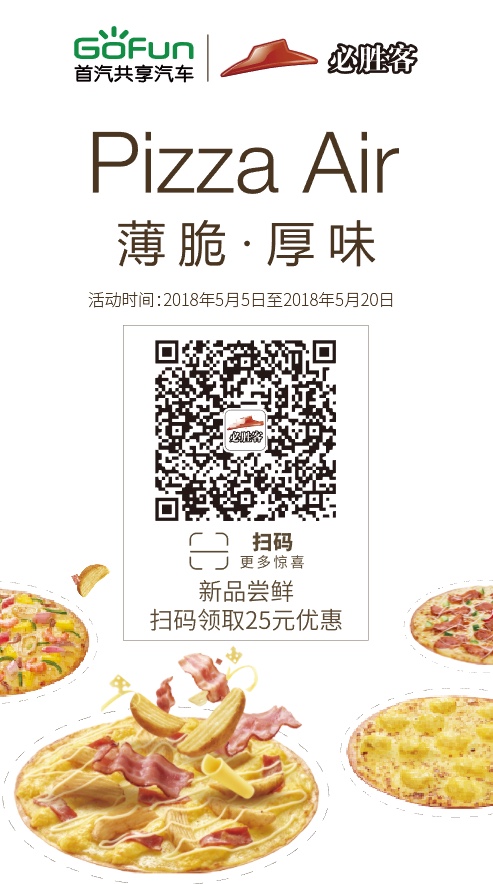 GoFun
首汽共享汽车
必胜客
Pizza Air
薄脆·厚味
活动时间：2018年5月5日至2018年5月20日
必胜客
扫码
更多惊喜
新品尝鲜
扫码领取25元优惠